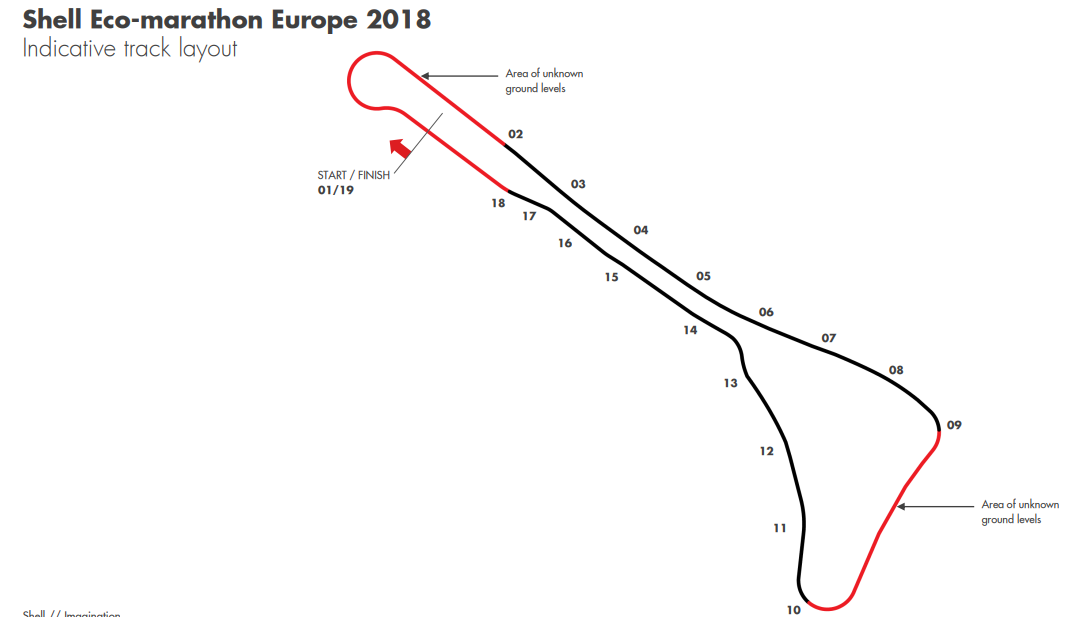 Shell Eco-marathon Europe 2018
Indicative track layout
Area of unknown
ground levels
02
START / FINISH
01/19
03
18
17
04
16
15
05
06
14
07
08
13
09
12
Area of unknown
ground levels
11
10
Shell // Imagination